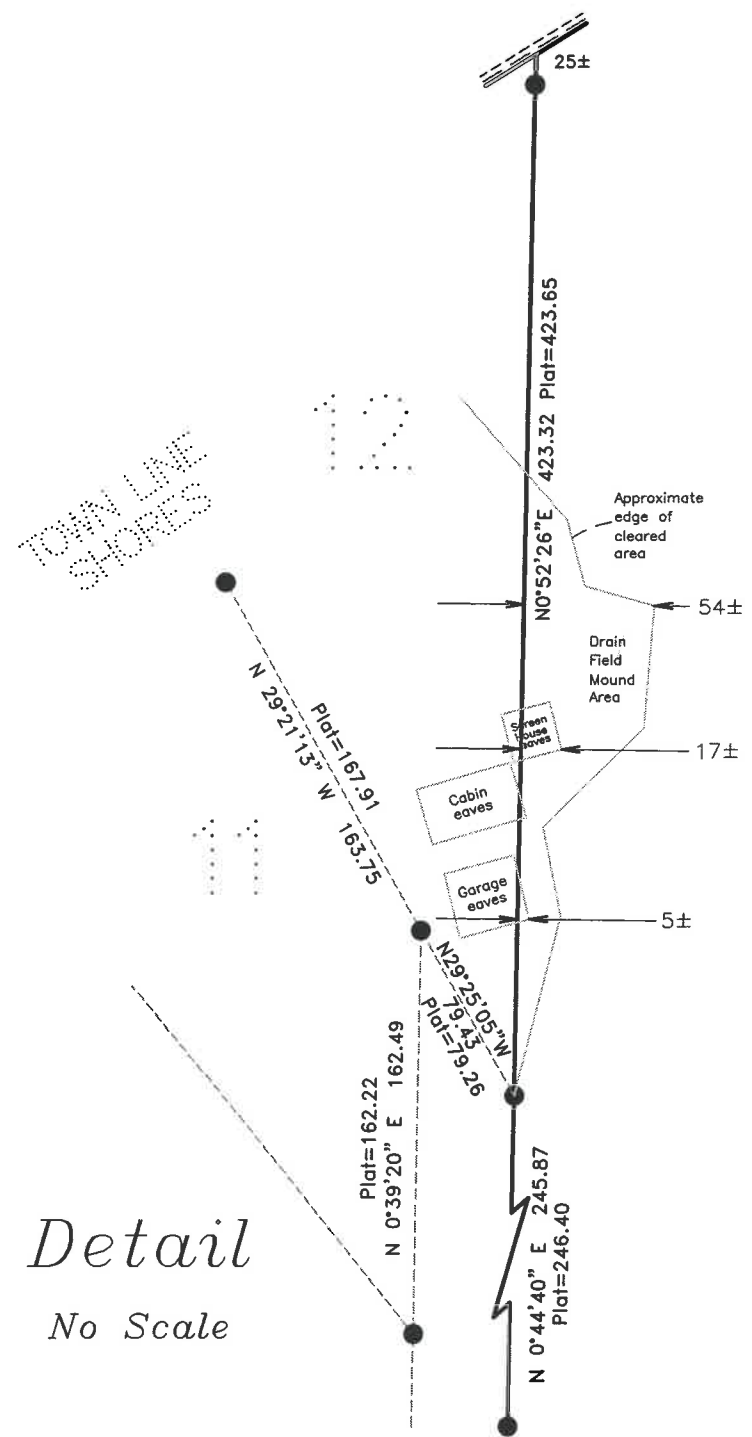 25±
N0°52'26"E 423.32 Plat=423.65
12
TOWN LINE
SHORES
Approximate
edge of
cleared
area
54±
Drain
Field
Mound
Area
N 29°21'13" W 163.75
Plat=167.91
Screen
House
eaves
17±
Cabin
eaves
11
Garage
eaves
5±
N29°25'05"W
79.43
Plat=79.26
Plat=162.22
N 0°39'20" E 162.49
N 0°44'40" E 245.87
Plat=246.40
Detail
No Scale